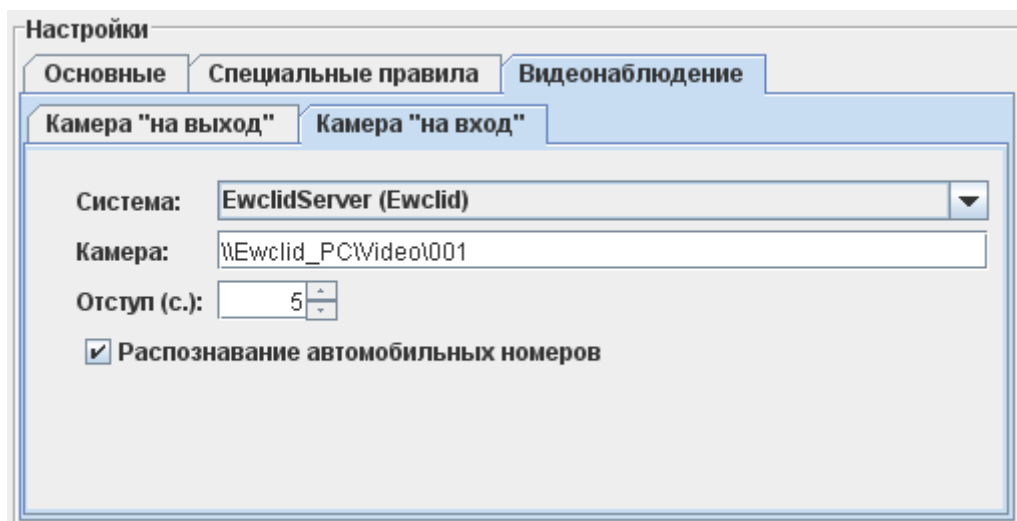 Настройки
Основные Специальные правила Видеонаблюдение
Камера "на выход" Камера "на вход"
Система: EwclidServer (Ewclid)
Камера: \\Ewclid_PC\Video\001
Отступ (с.): 5
Распознавание автомобильных номеров